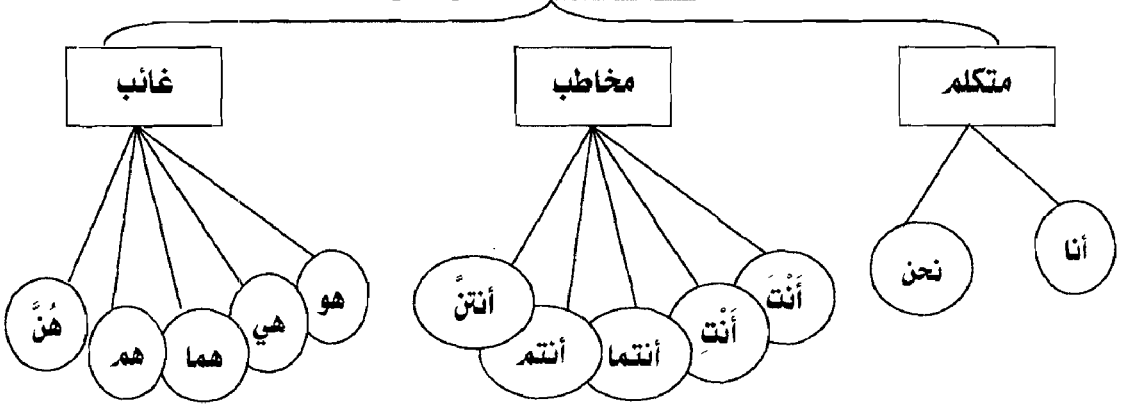 متكلم
مخاطب
غائب
أنا
نحن
أَنْتَ
أَنْتِ
أنتما
أنتم
أنتنَّ
هو
هي
هما
هم
هُنَّ